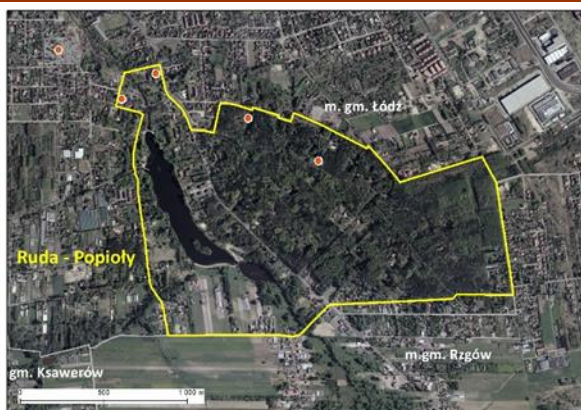 m. gm. Łódź
Ruda - Popioły
m.gm. Rzgów
gm. Ksawerów
0 500 1 000 m